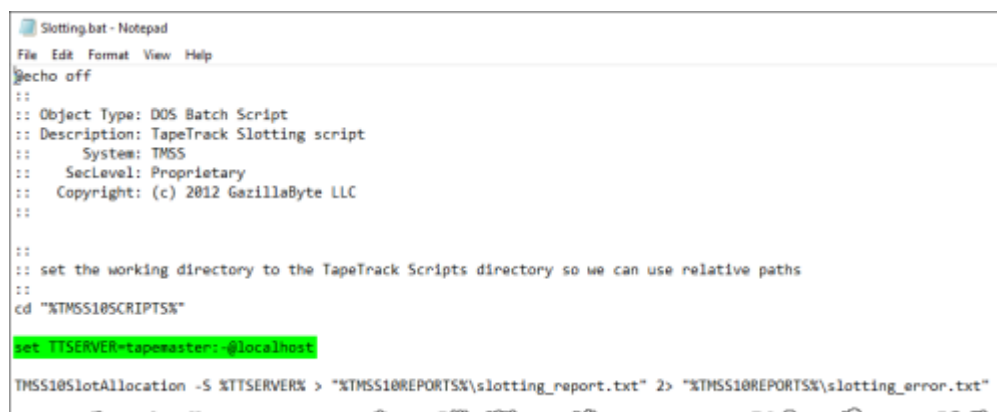 Slotting.bat - Notepad
File Edit Format View Help
@echo off
::
:: Object Type: DOS Batch Script
:: Description: TapeTrack Slotting script
::      System: TMSS
::    SecLevel: Proprietary
::   Copyright: (c) 2012 GazillaByte LLC
::
::
:: set the working directory to the TapeTrack Scripts directory so we can use relative paths
::
cd "%TMSS10SCRIPTS%"
set TTSERVER=tapemaster:-@localhost
TMSS10SlotAllocation -S %TTSERVER% > "%TMSS10REPORTS%\slotting_report.txt" 2> "%TMSS10REPORTS%\slotting_error.txt"